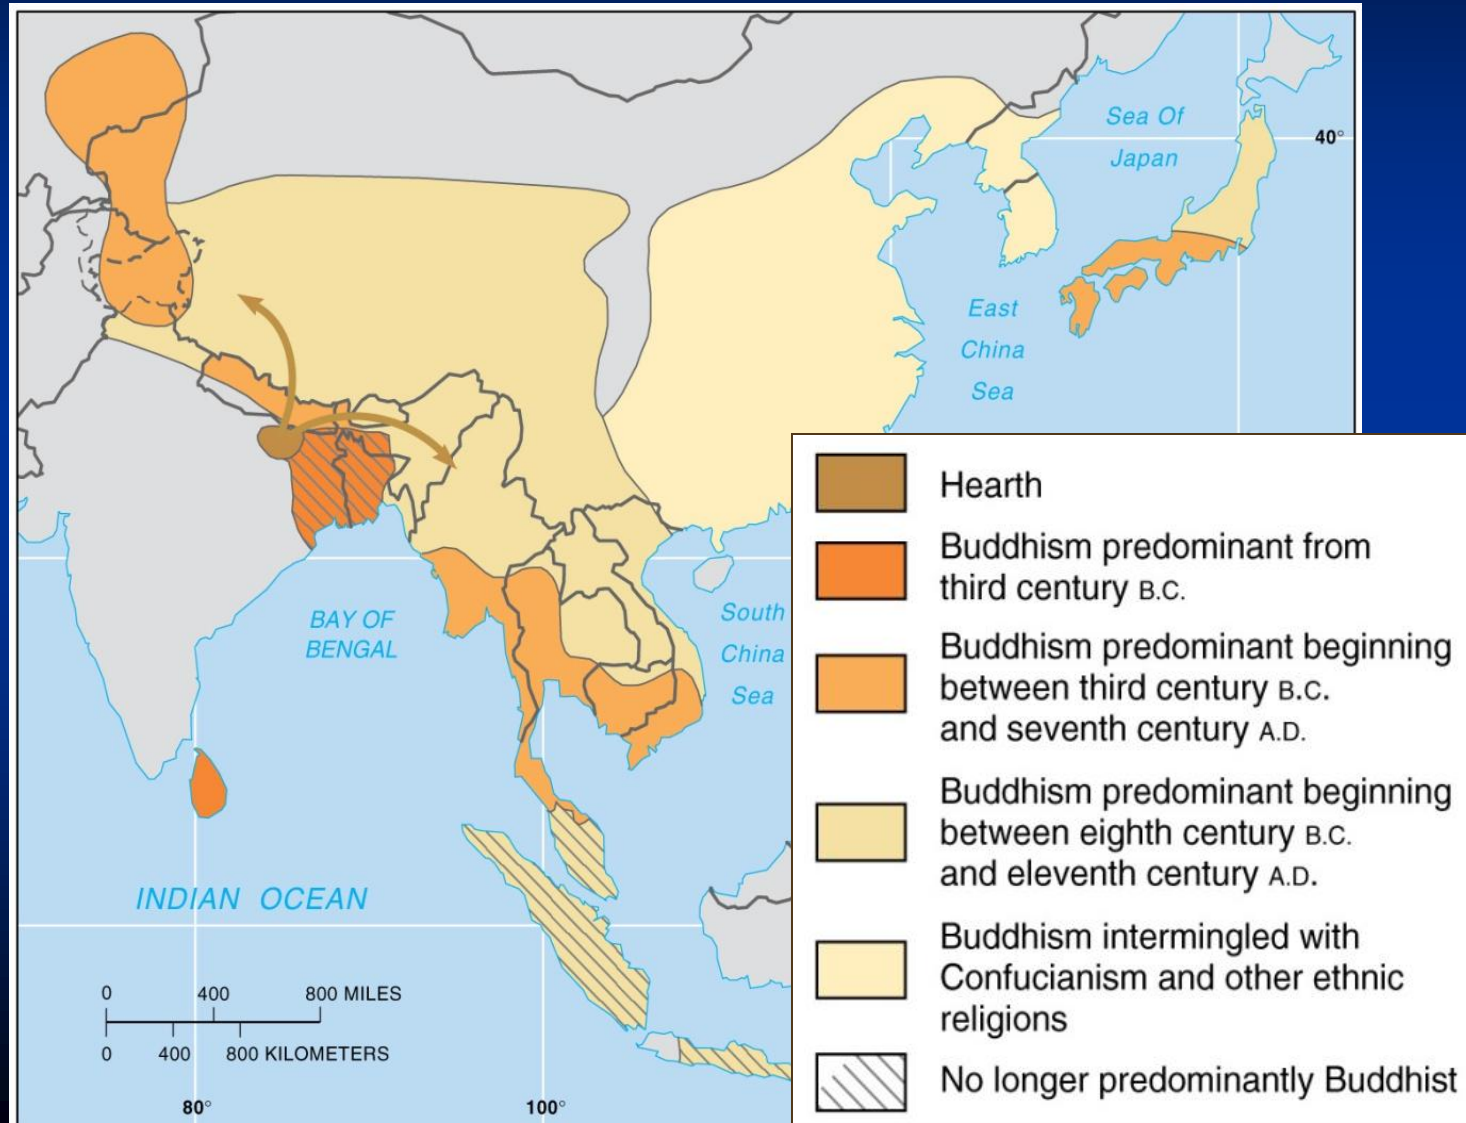 Sea Of
Japan
40°
East
China
Sea
BAY OF
BENGAL
South
China
Sea
INDIAN OCEAN
0 400 800 MILES
0 400 800 KILOMETERS
80° 100°
Hearth
Buddhism predominant from
third century B.C.
Buddhism predominant beginning
between third century B.C.
and seventh century A.D.
Buddhism predominant beginning
between eighth century B.C.
and eleventh century A.D.
Buddhism intermingled with
Confucianism and other ethnic
religions
No longer predominantly Buddhist